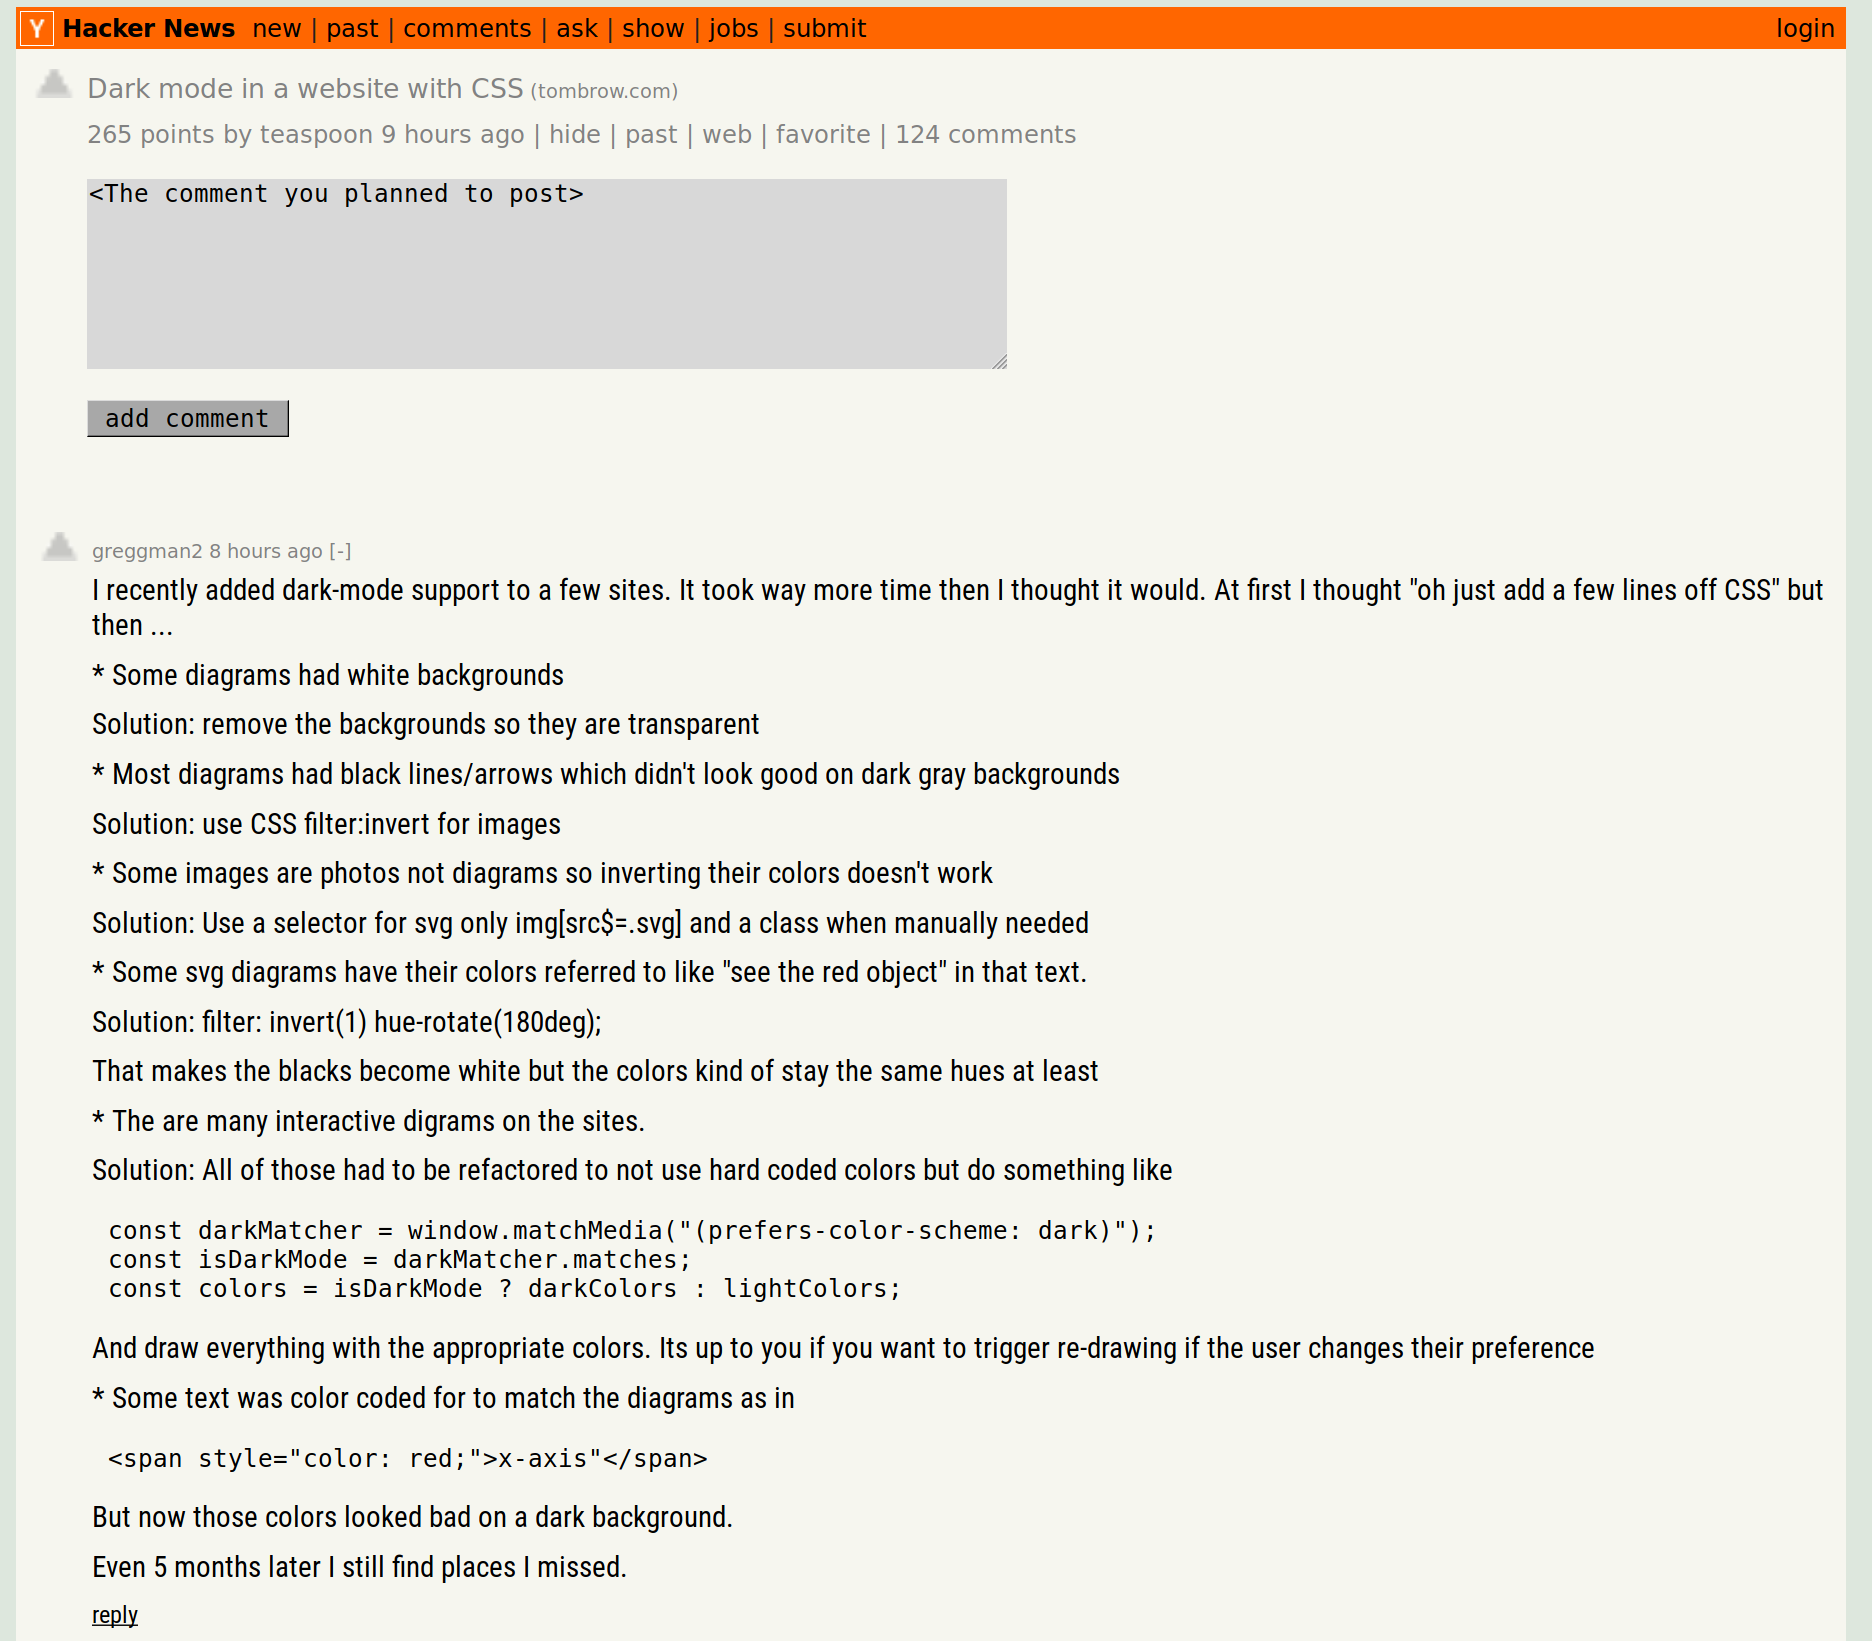 Y Hacker News new | past | comments | ask | show | jobs | submit login
Dark mode in a website with CSS (tombrow.com)
265 points by teaspoon 9 hours ago | hide | past | web | favorite | 124 comments
<The comment you planned to post>
add comment
greggman2 8 hours ago [-]
I recently added dark-mode support to a few sites. It took way more time then I thought it would. At first I thought "oh just add a few lines off CSS" but
then ...
* Some diagrams had white backgrounds
Solution: remove the backgrounds so they are transparent
* Most diagrams had black lines/arrows which didn't look good on dark gray backgrounds
Solution: use CSS filter:invert for images
* Some images are photos not diagrams so inverting their colors doesn't work
Solution: Use a selector for svg only img[src$=.svg] and a class when manually needed
* Some svg diagrams have their colors referred to like "see the red object" in that text.
Solution: filter: invert(1) hue-rotate(180deg);
That makes the blacks become white but the colors kind of stay the same hues at least
* The are many interactive digrams on the sites.
Solution: All of those had to be refactored to not use hard coded colors but do something like
const darkMatcher = window.matchMedia("(prefers-color-scheme: dark)");
const isDarkMode = darkMatcher.matches;
const colors = isDarkMode ? darkColors : lightColors;
And draw everything with the appropriate colors. Its up to you if you want to trigger re-drawing if the user changes their preference
* Some text was color coded for to match the diagrams as in
<span style="color: red;">x-axis"</span>
But now those colors looked bad on a dark background.
Even 5 months later I still find places I missed.
reply